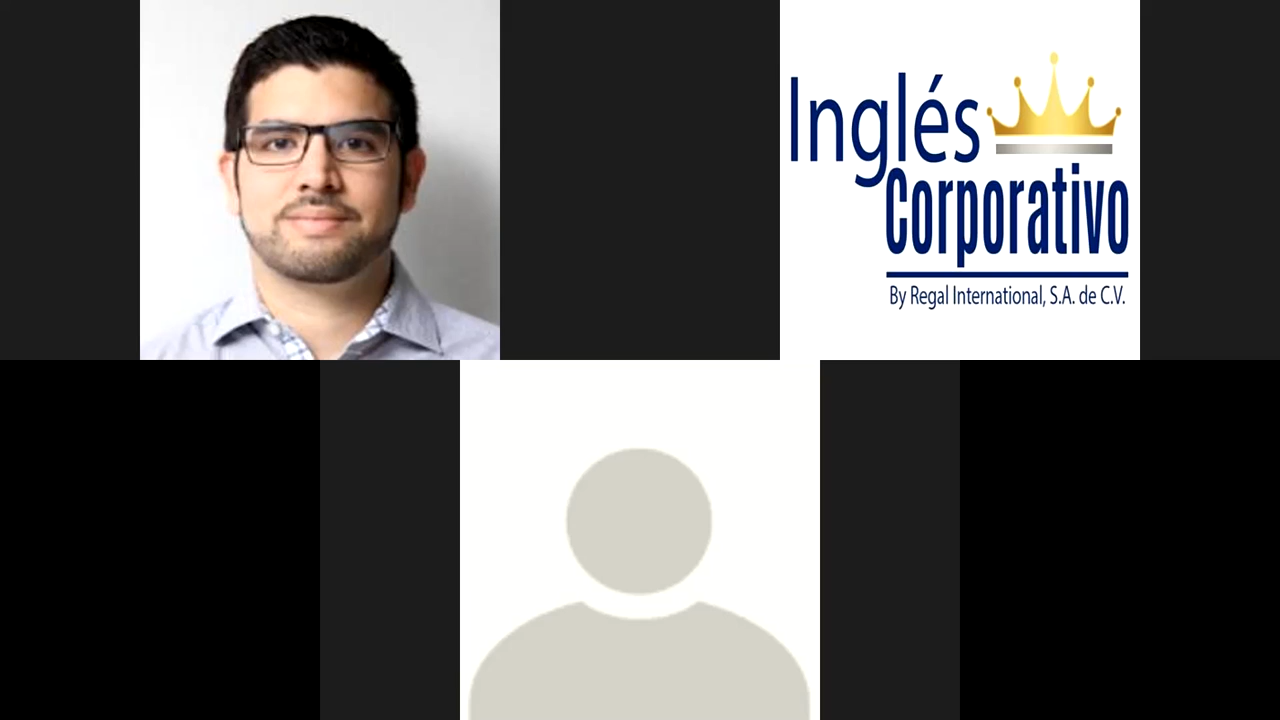 Inglés
Corporativo
By Regal International, S.A. de C.V.